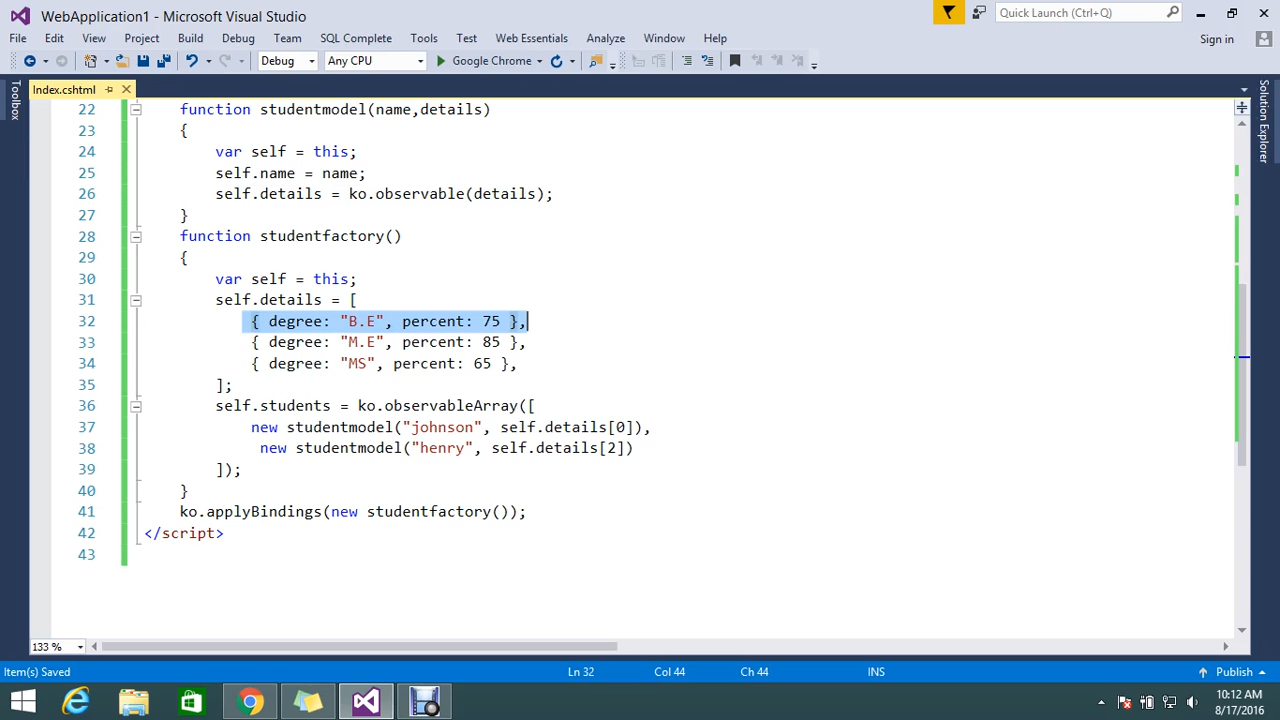 WebApplication1 - Microsoft Visual Studio
Quick Launch (Ctrl+Q)
File Edit View Project Build Debug Team SQL Complete Tools Test Web Essentials Analyze Window Help
Sign in
Debug Any CPU Google Chrome
Toolbox
Index.cshtml
Solution Explorer
22 function studentmodel(name,details)
23 {
24 var self = this;
25 self.name = name;
26 self.details = ko.observable(details);
27 }
28 function studentfactory()
29 {
30 var self = this;
31 self.details = [
32 { degree: "B.E", percent: 75 },
33 { degree: "M.E", percent: 85 },
34 { degree: "MS", percent: 65 },
35 ];
36 self.students = ko.observableArray([
37 new studentmodel("johnson", self.details[0]),
38 new studentmodel("henry", self.details[2])
39 ]);
40 }
41 ko.applyBindings(new studentfactory());
42 </script>
43
133 %
Item(s) Saved Ln 32 Col 44 Ch 44 INS Publish
10:12 AM
8/17/2016